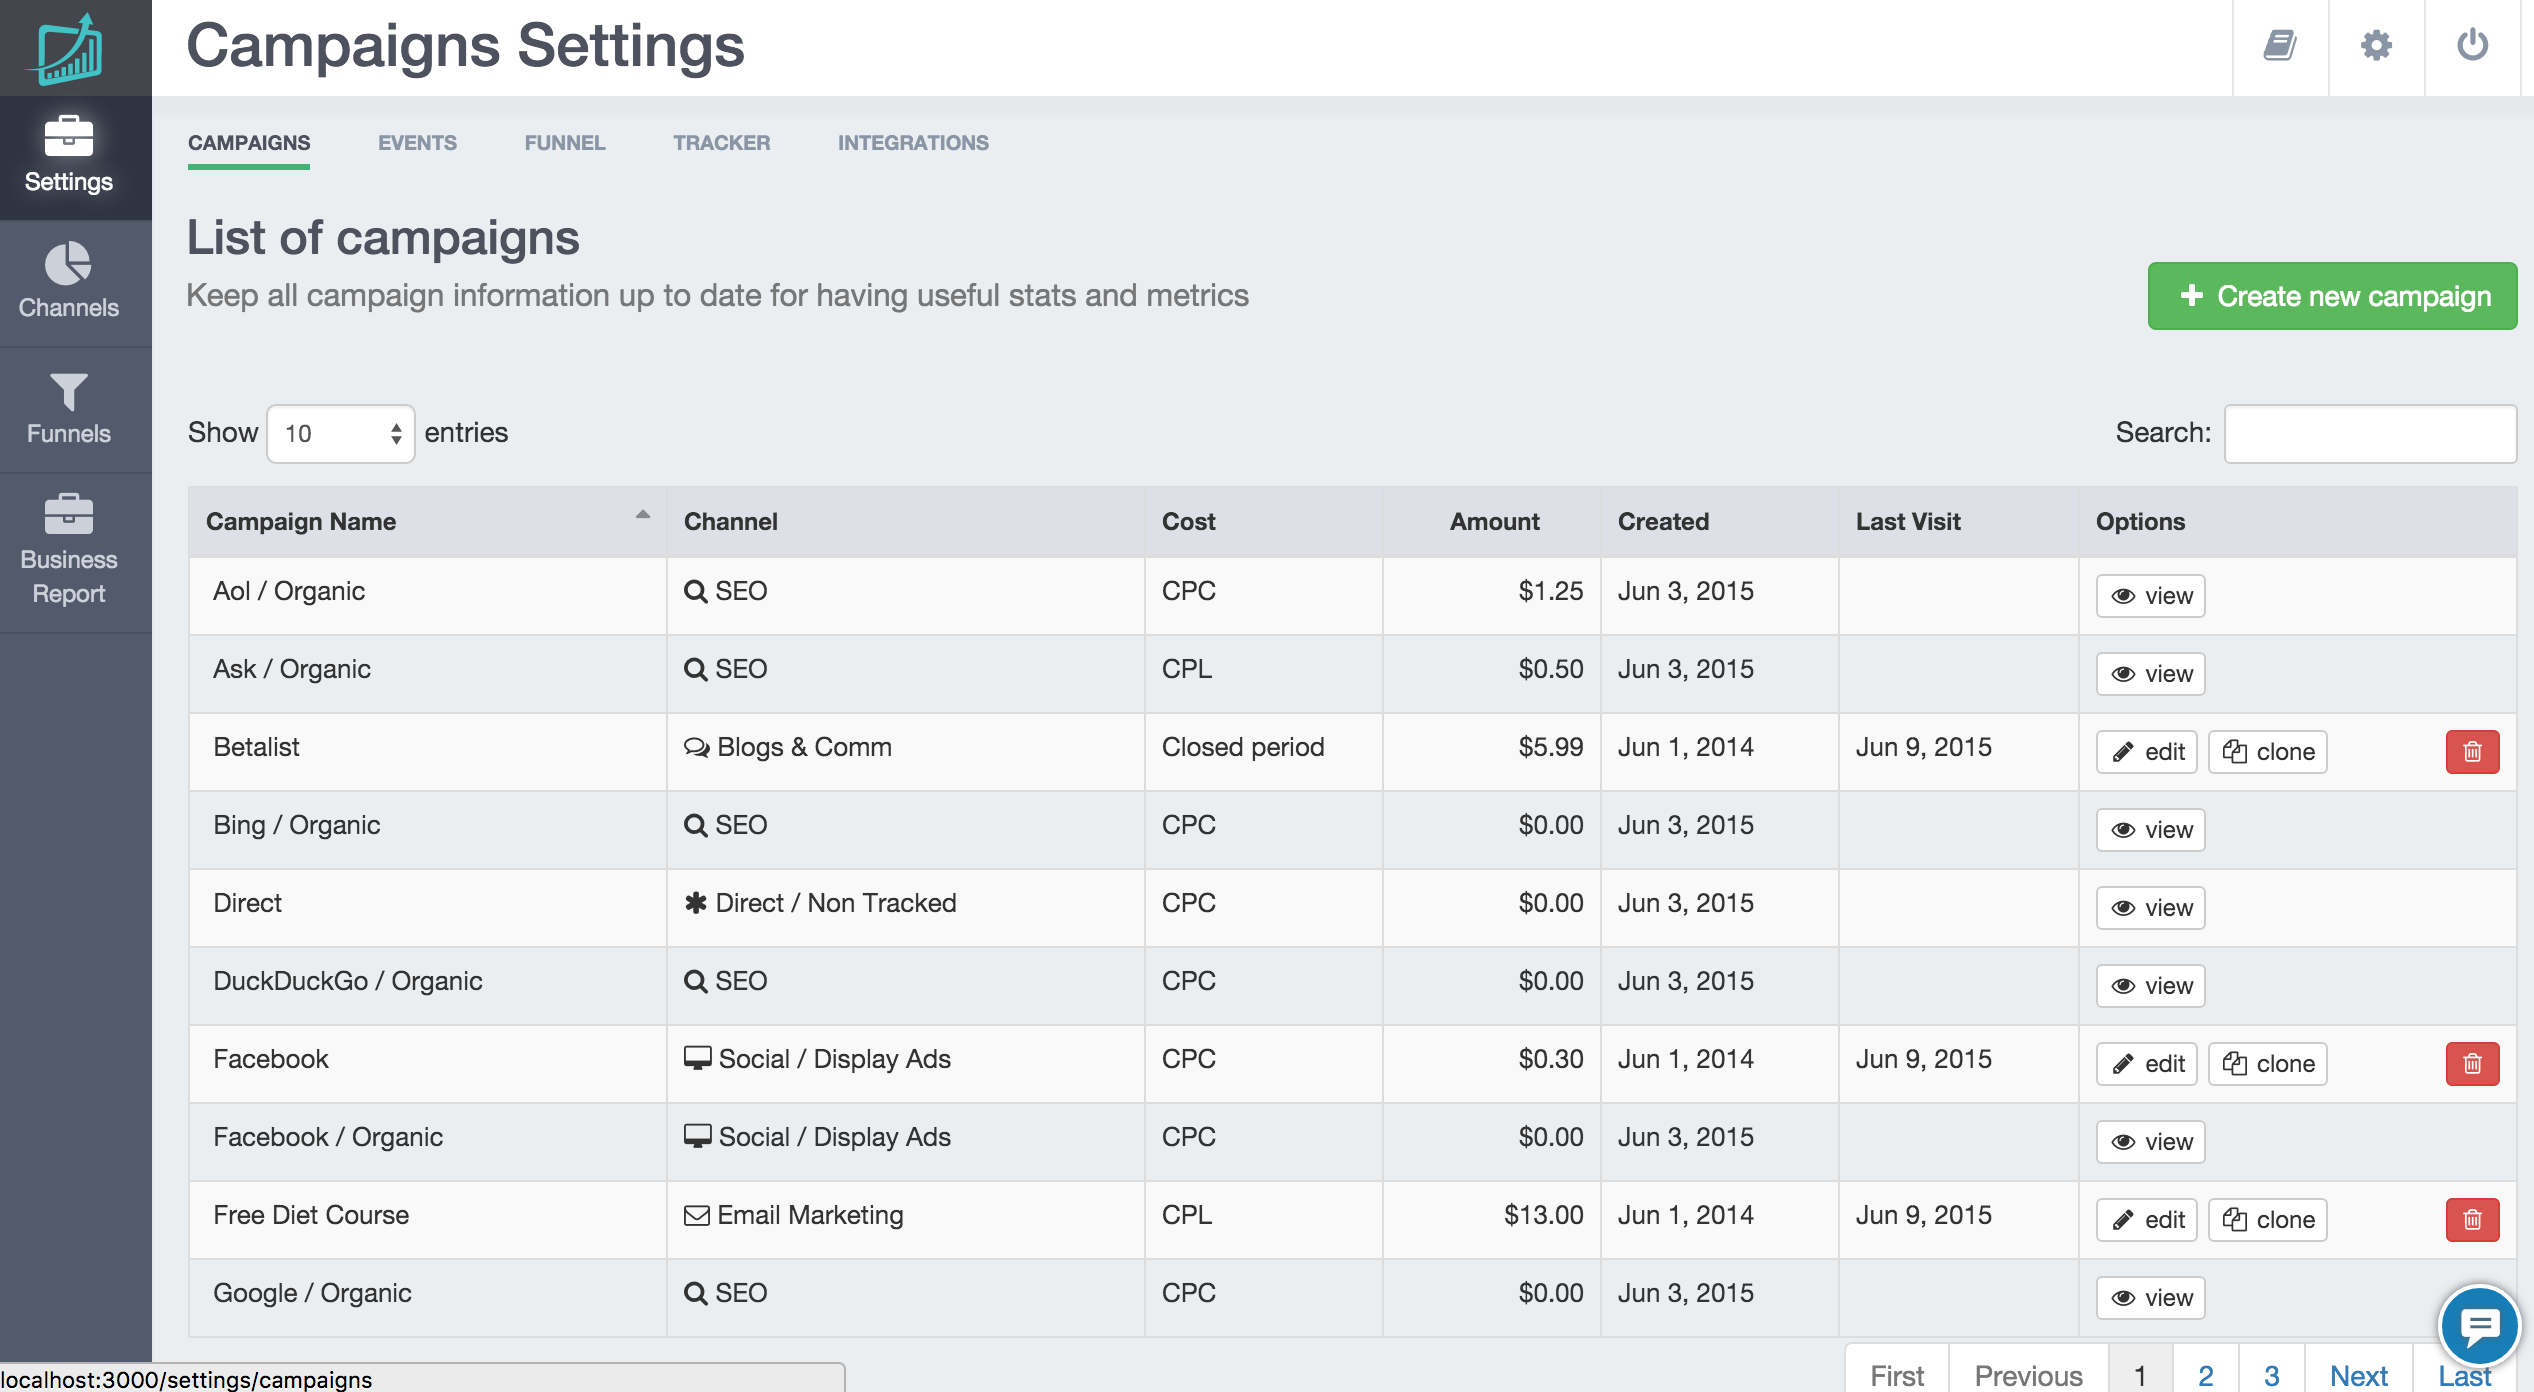 Campaigns Settings
Settings
Channels
Funnels
Business
Report
CAMPAIGNS EVENTS FUNNEL TRACKER INTEGRATIONS
List of campaigns
Keep all campaign information up to date for having useful stats and metrics
Create new campaign
Show 10 entries Search:
Campaign Name Channel Cost Amount Created Last Visit Options
Aol / Organic SEO CPC $1.25 Jun 3, 2015 view
Ask / Organic SEO CPL $0.50 Jun 3, 2015 view
Betalist Blogs & Comm Closed period $5.99 Jun 1, 2014 Jun 9, 2015 edit clone
Bing / Organic SEO CPC $0.00 Jun 3, 2015 view
Direct Direct / Non Tracked CPC $0.00 Jun 3, 2015 view
DuckDuckGo / Organic SEO CPC $0.00 Jun 3, 2015 view
Facebook Social / Display Ads CPC $0.30 Jun 1, 2014 Jun 9, 2015 edit clone
Facebook / Organic Social / Display Ads CPC $0.00 Jun 3, 2015 view
Free Diet Course Email Marketing CPL $13.00 Jun 1, 2014 Jun 9, 2015 edit clone
Google / Organic SEO CPC $0.00 Jun 3, 2015 view
First Previous 1 2 3 Next Last
localhost:3000/settings/campaigns